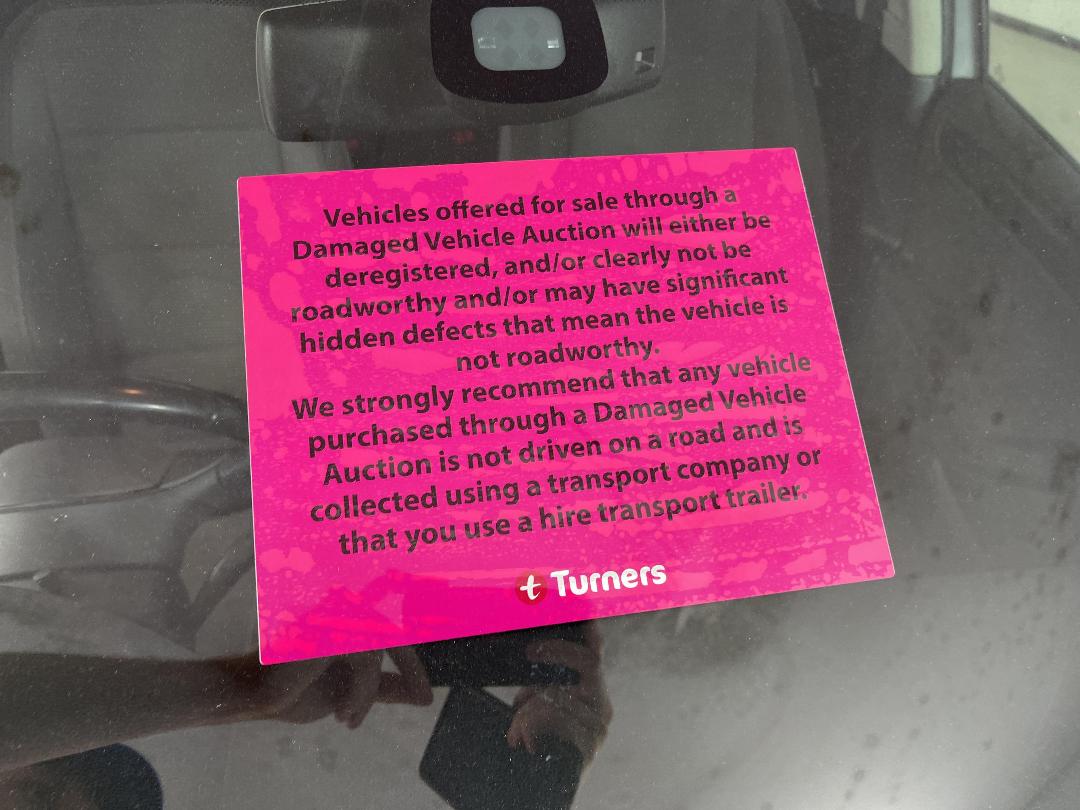 Vehicles offered for sale through a
Damaged Vehicle Auction will either be
deregistered, and/or clearly not be
roadworthy and/or may have significant
hidden defects that mean the vehicle is
not roadworthy.
We strongly recommend that any vehicle
purchased through a Damaged Vehicle
Auction is not driven on a road and is
collected using a transport company or
that you use a hire transport trailer.
t Turners